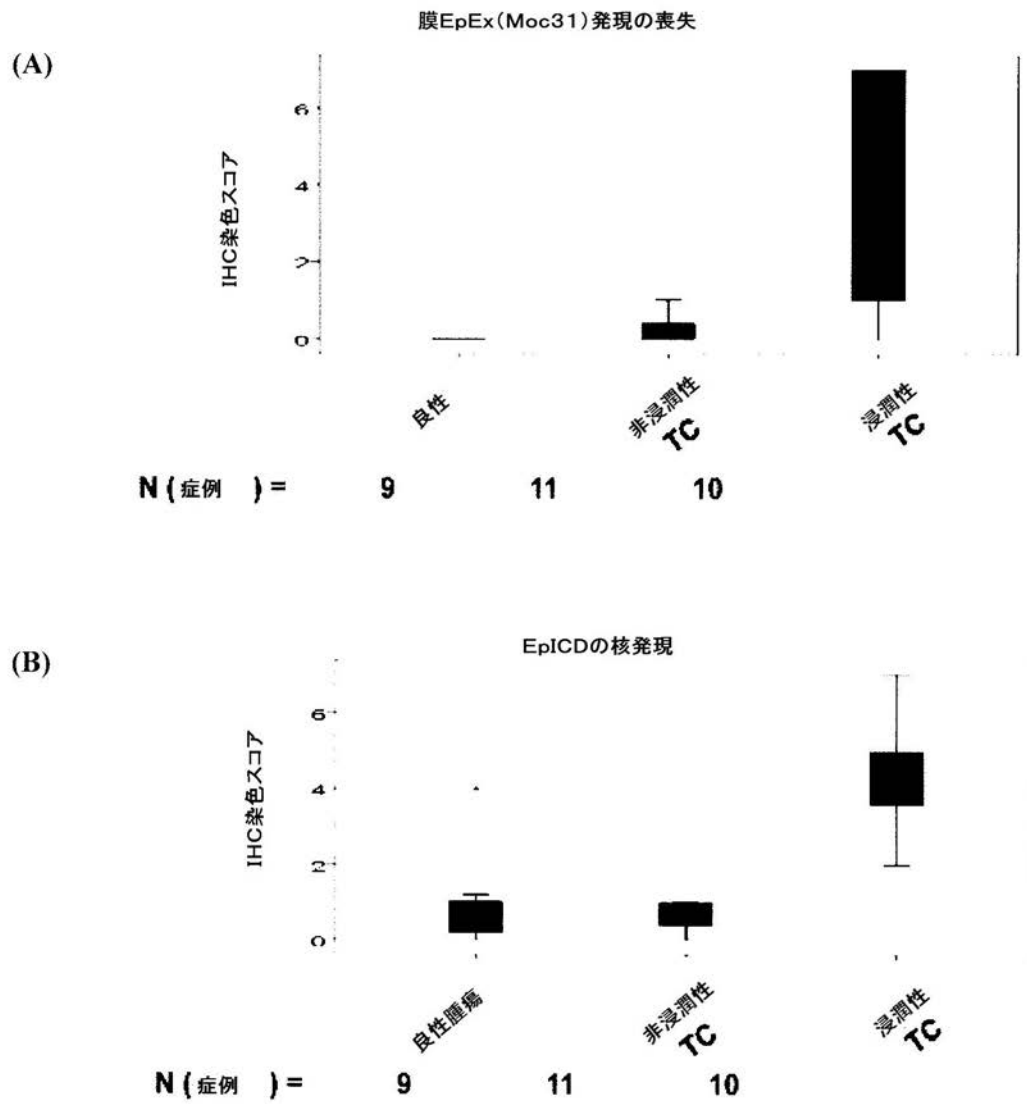 膜EpEx(Moc31)発現の喪失
(A)
IHC染色スコア
6
4
2
0
良性
非浸潤性 TC
浸潤性 TC
N (症例 ) = 9 11 10
EpICDの核発現
(B)
IHC染色スコア
6
4
2
0
良性腫瘍
非浸潤性 TC
浸潤性 TC
N (症例 ) = 9 11 10